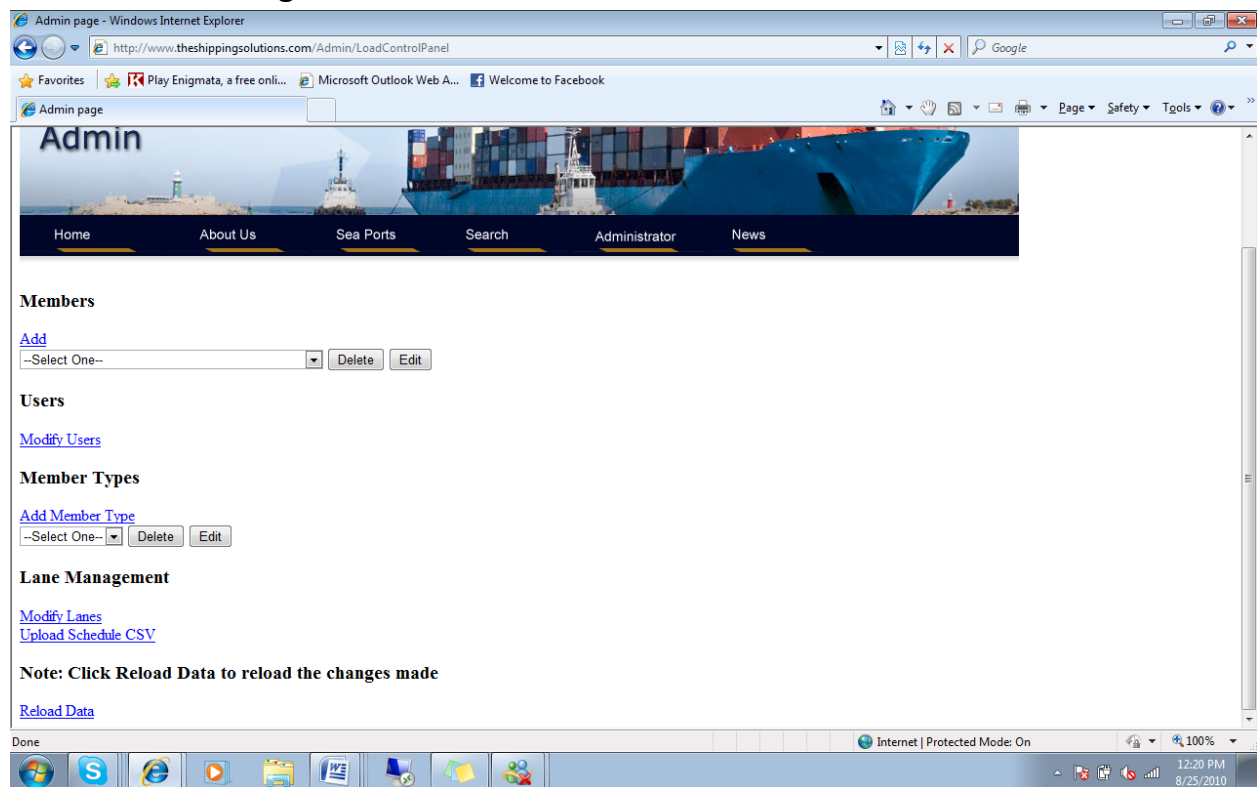 Admin page - Windows Internet Explorer
http://www.theshippingsolutions.com/Admin/LoadControlPanel
Google
Favorites Play Enigmata, a free onli... Microsoft Outlook Web A... Welcome to Facebook
Admin page
Page Safety Tools
Admin
Home About Us Sea Ports Search Administrator News
Members
Add
--Select One-- Delete Edit
Users
Modify Users
Member Types
Add Member Type
--Select One-- Delete Edit
Lane Management
Modify Lanes
Upload Schedule CSV
Note: Click Reload Data to reload the changes made
Reload Data
Done Internet | Protected Mode: On 100%
12:20 PM
8/25/2010